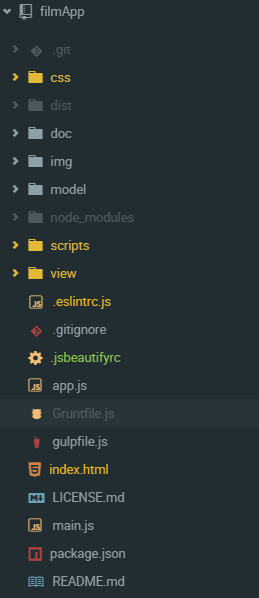 filmApp
.git
css
dist
doc
img
model
node_modules
scripts
view
.eslintrc.js
.gitignore
.jsbeautifyrc
app.js
Gruntfile.js
gulpfile.js
index.html
LICENSE.md
main.js
package.json
README.md